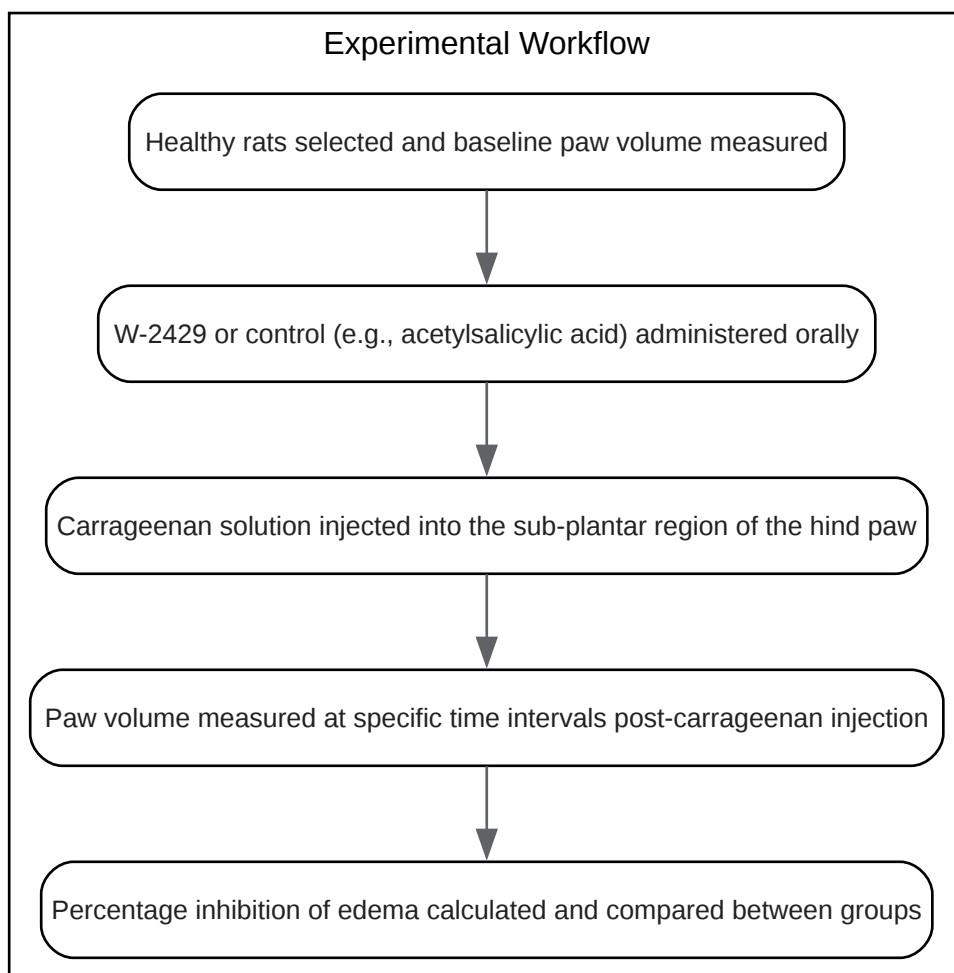 Experimental Workflow
Healthy rats selected and baseline paw volume measured
W-2429 or control (e.g., acetylsalicylic acid) administered orally
Carrageenan solution injected into the sub-plantar region of the hind paw
Paw volume measured at specific time intervals post-carrageenan injection
Percentage inhibition of edema calculated and compared between groups